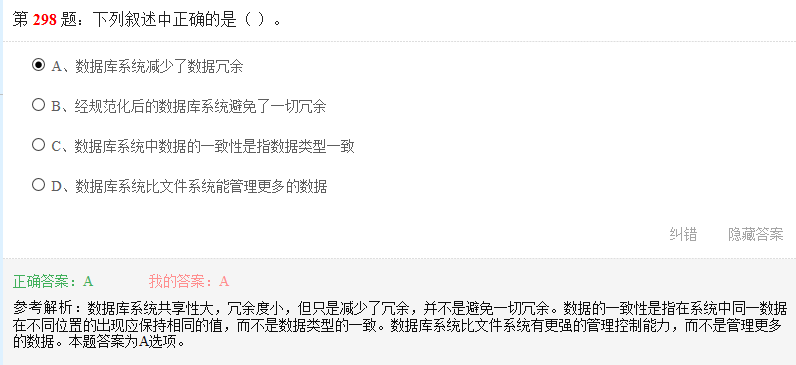 第 298 题：下列叙述中正确的是（ ）。
A、数据库系统减少了数据冗余
B、经规范化后的数据库系统避免了一切冗余
C、数据库系统中数据的一致性是指数据类型一致
D、数据库系统比文件系统能管理更多的数据
纠错 隐藏答案
正确答案：A 我的答案：A
参考解析：数据库系统共享性大，冗余度小，但只是减少了冗余，并不是避免一切冗余。数据的一致性是指在系统中同一数据
在不同位置的出现应保持相同的值，而不是数据类型的一致。数据库系统比文件系统有更强的管理控制能力，而不是管理更多
的数据。本题答案为A选项。